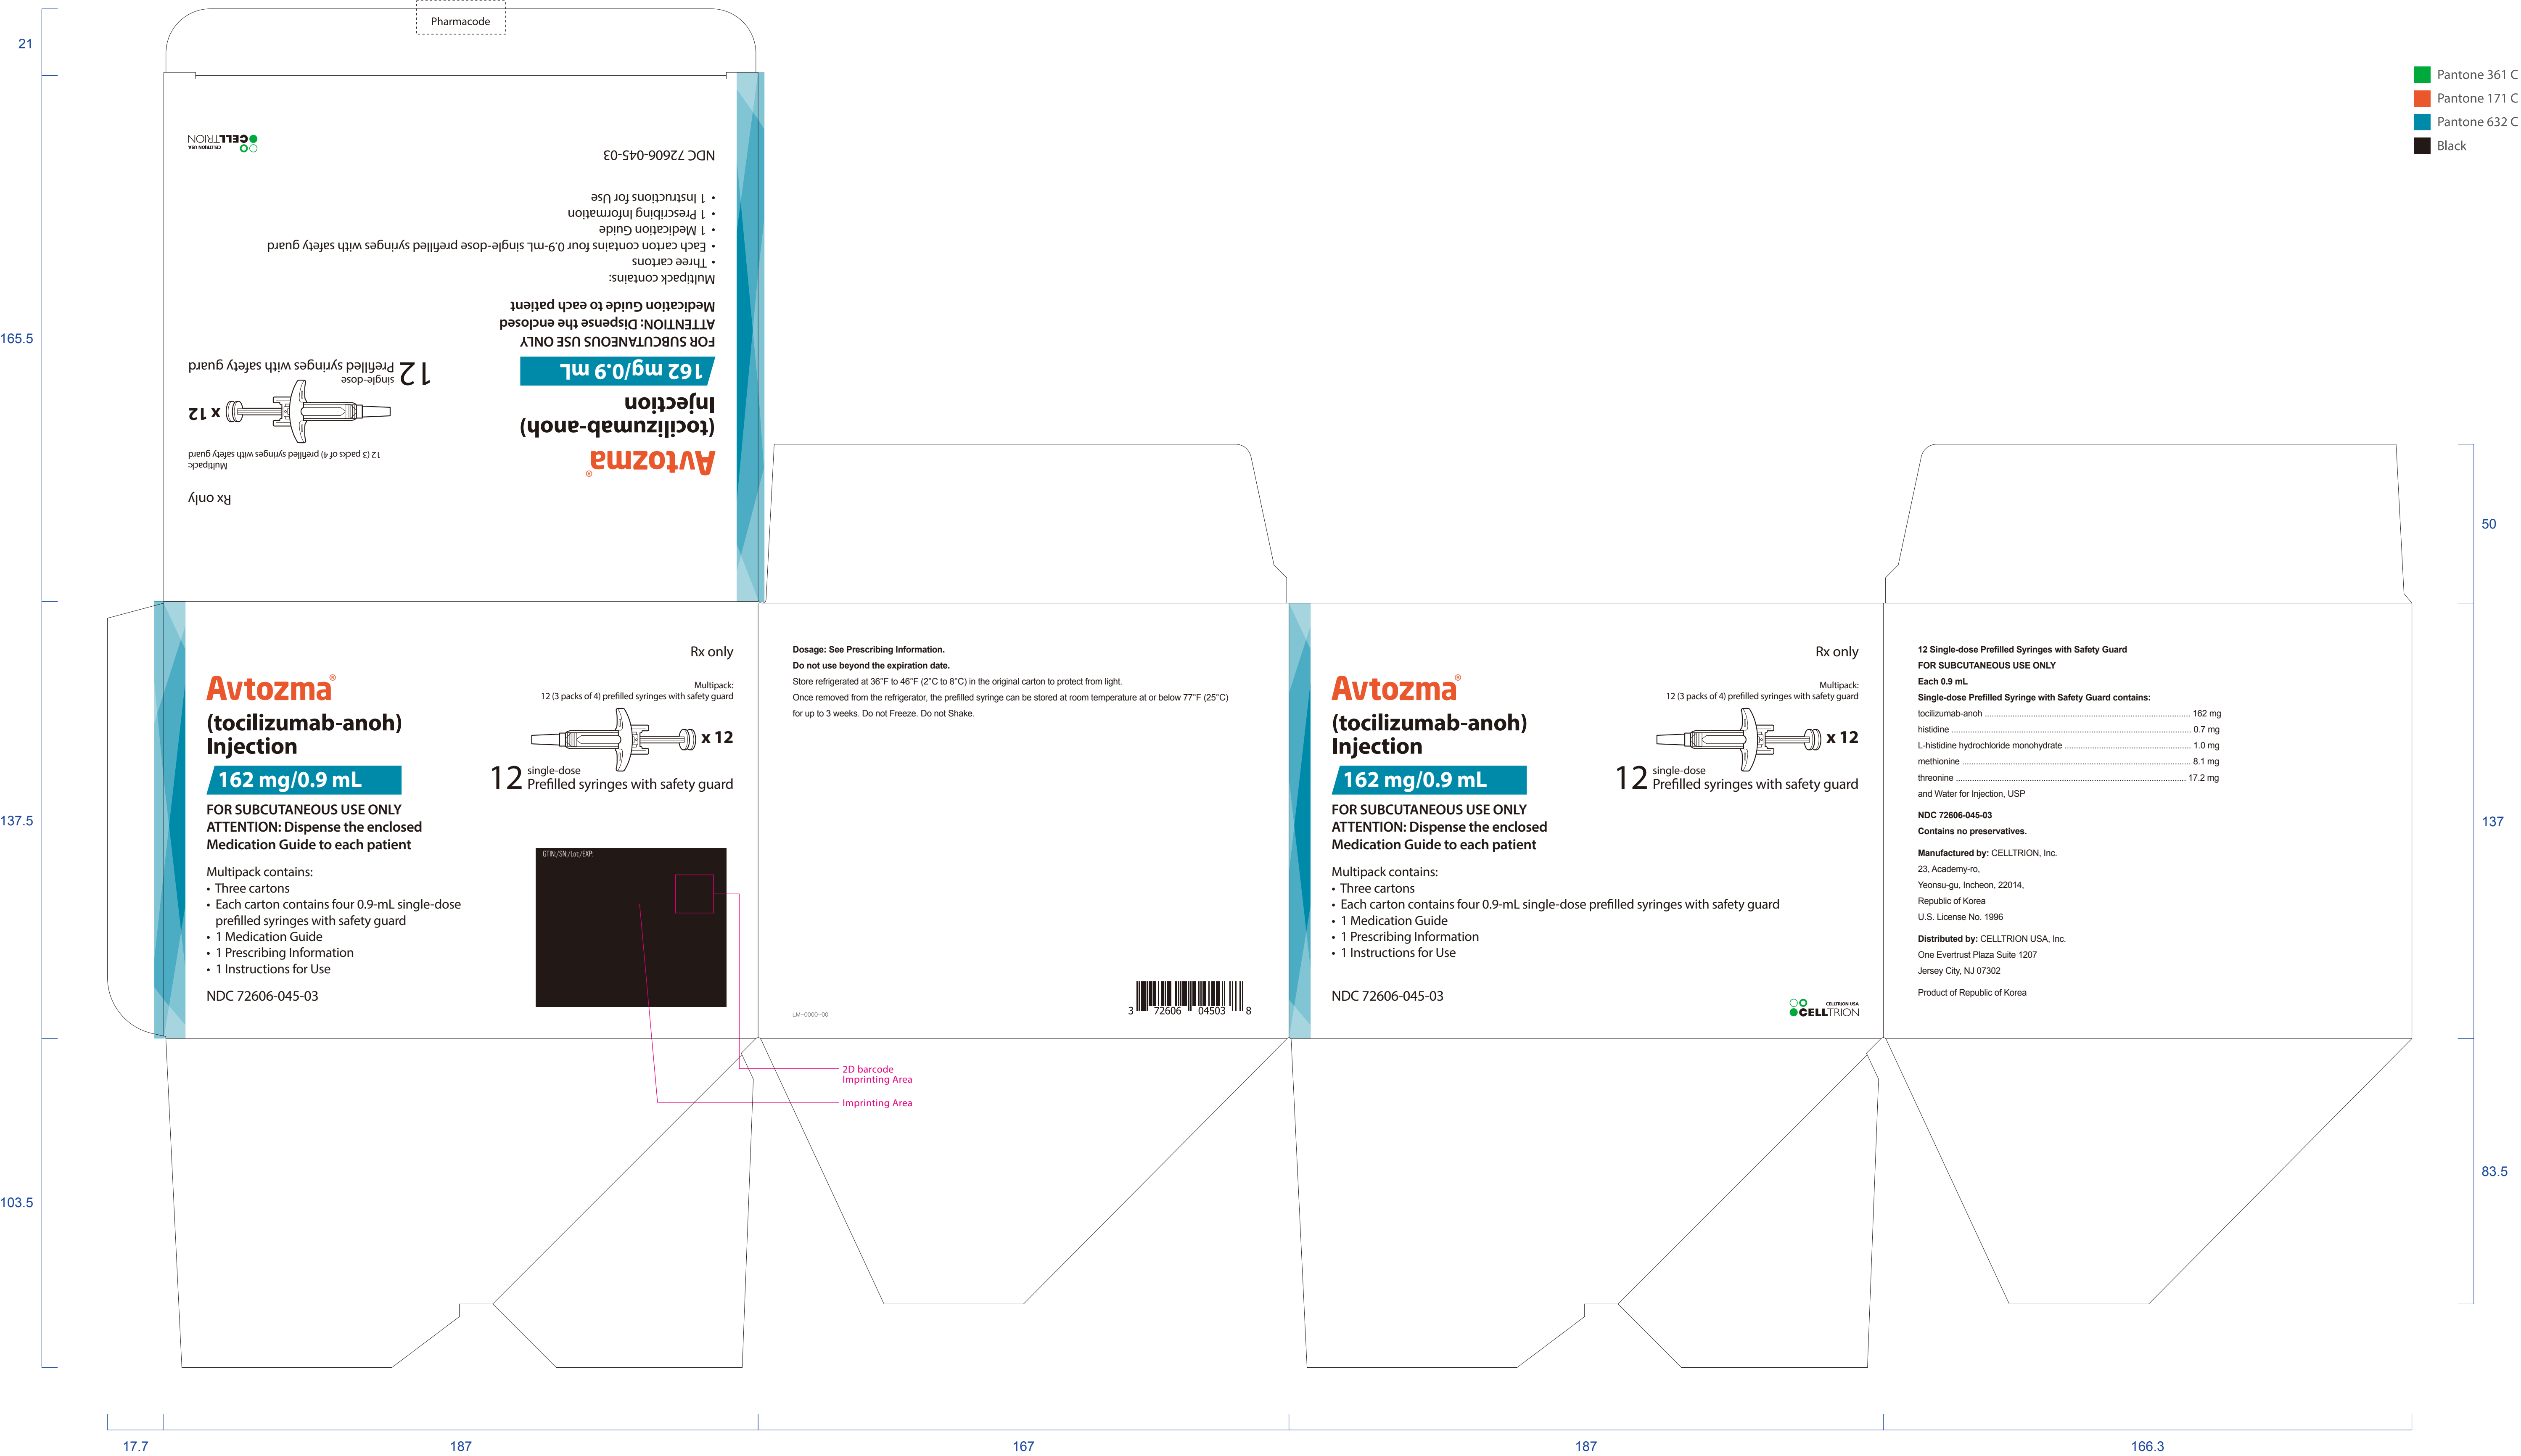 Pharmacode
21
165.5
137.5
103.5
Pantone 361 C
Pantone 171 C
Pantone 632 C
Black
Rx only
Multipack:
12 (3 packs of 4) prefilled syringes with safety guard
Avtozma®
(tocilizumab-anoh)
Injection
x 12
162 mg/0.9 mL
12 single-dose
Prefilled syringes with safety guard
FOR SUBCUTANEOUS USE ONLY
ATTENTION: Dispense the enclosed
Medication Guide to each patient
Multipack contains:
• Three cartons
• Each carton contains four 0.9-mL single-dose prefilled syringes with safety guard
• 1 Medication Guide
• 1 Prescribing Information
• 1 Instructions for Use
NDC 72606-045-03
CELLTRION USA
CELLTRION
Rx only
Avtozma®
Multipack:
12 (3 packs of 4) prefilled syringes with safety guard
(tocilizumab-anoh)
Injection
x 12
162 mg/0.9 mL
12 single-dose
Prefilled syringes with safety guard
FOR SUBCUTANEOUS USE ONLY
ATTENTION: Dispense the enclosed
Medication Guide to each patient
GTIN:/SN:/Lot:/EXP:
Multipack contains:
• Three cartons
• Each carton contains four 0.9-mL single-dose
prefilled syringes with safety guard
• 1 Medication Guide
• 1 Prescribing Information
• 1 Instructions for Use
NDC 72606-045-03
2D barcode
Imprinting Area
Imprinting Area
Dosage: See Prescribing Information.
Do not use beyond the expiration date.
Store refrigerated at 36°F to 46°F (2°C to 8°C) in the original carton to protect from light.
Once removed from the refrigerator, the prefilled syringe can be stored at room temperature at or below 77°F (25°C)
for up to 3 weeks. Do not Freeze. Do not Shake.
LM-0000-00
3 72606 04503 8
Rx only
Avtozma®
Multipack:
12 (3 packs of 4) prefilled syringes with safety guard
(tocilizumab-anoh)
Injection
x 12
162 mg/0.9 mL
12 single-dose
Prefilled syringes with safety guard
FOR SUBCUTANEOUS USE ONLY
ATTENTION: Dispense the enclosed
Medication Guide to each patient
Multipack contains:
• Three cartons
• Each carton contains four 0.9-mL single-dose prefilled syringes with safety guard
• 1 Medication Guide
• 1 Prescribing Information
• 1 Instructions for Use
NDC 72606-045-03
CELLTRION USA
CELLTRION
12 Single-dose Prefilled Syringes with Safety Guard
FOR SUBCUTANEOUS USE ONLY
Each 0.9 mL
Single-dose Prefilled Syringe with Safety Guard contains:
tocilizumab-anoh ........ 162 mg
histidine ........ 0.7 mg
L-histidine hydrochloride monohydrate ........ 1.0 mg
methionine ........ 8.1 mg
threonine ........ 17.2 mg
and Water for Injection, USP
NDC 72606-045-03
Contains no preservatives.
Manufactured by: CELLTRION, Inc.
23, Academy-ro,
Yeonsu-gu, Incheon, 22014,
Republic of Korea
U.S. License No. 1996
Distributed by: CELLTRION USA, Inc.
One Evertrust Plaza Suite 1207
Jersey City, NJ 07302
Product of Republic of Korea
50
137
83.5
17.7
187
167
187
166.3